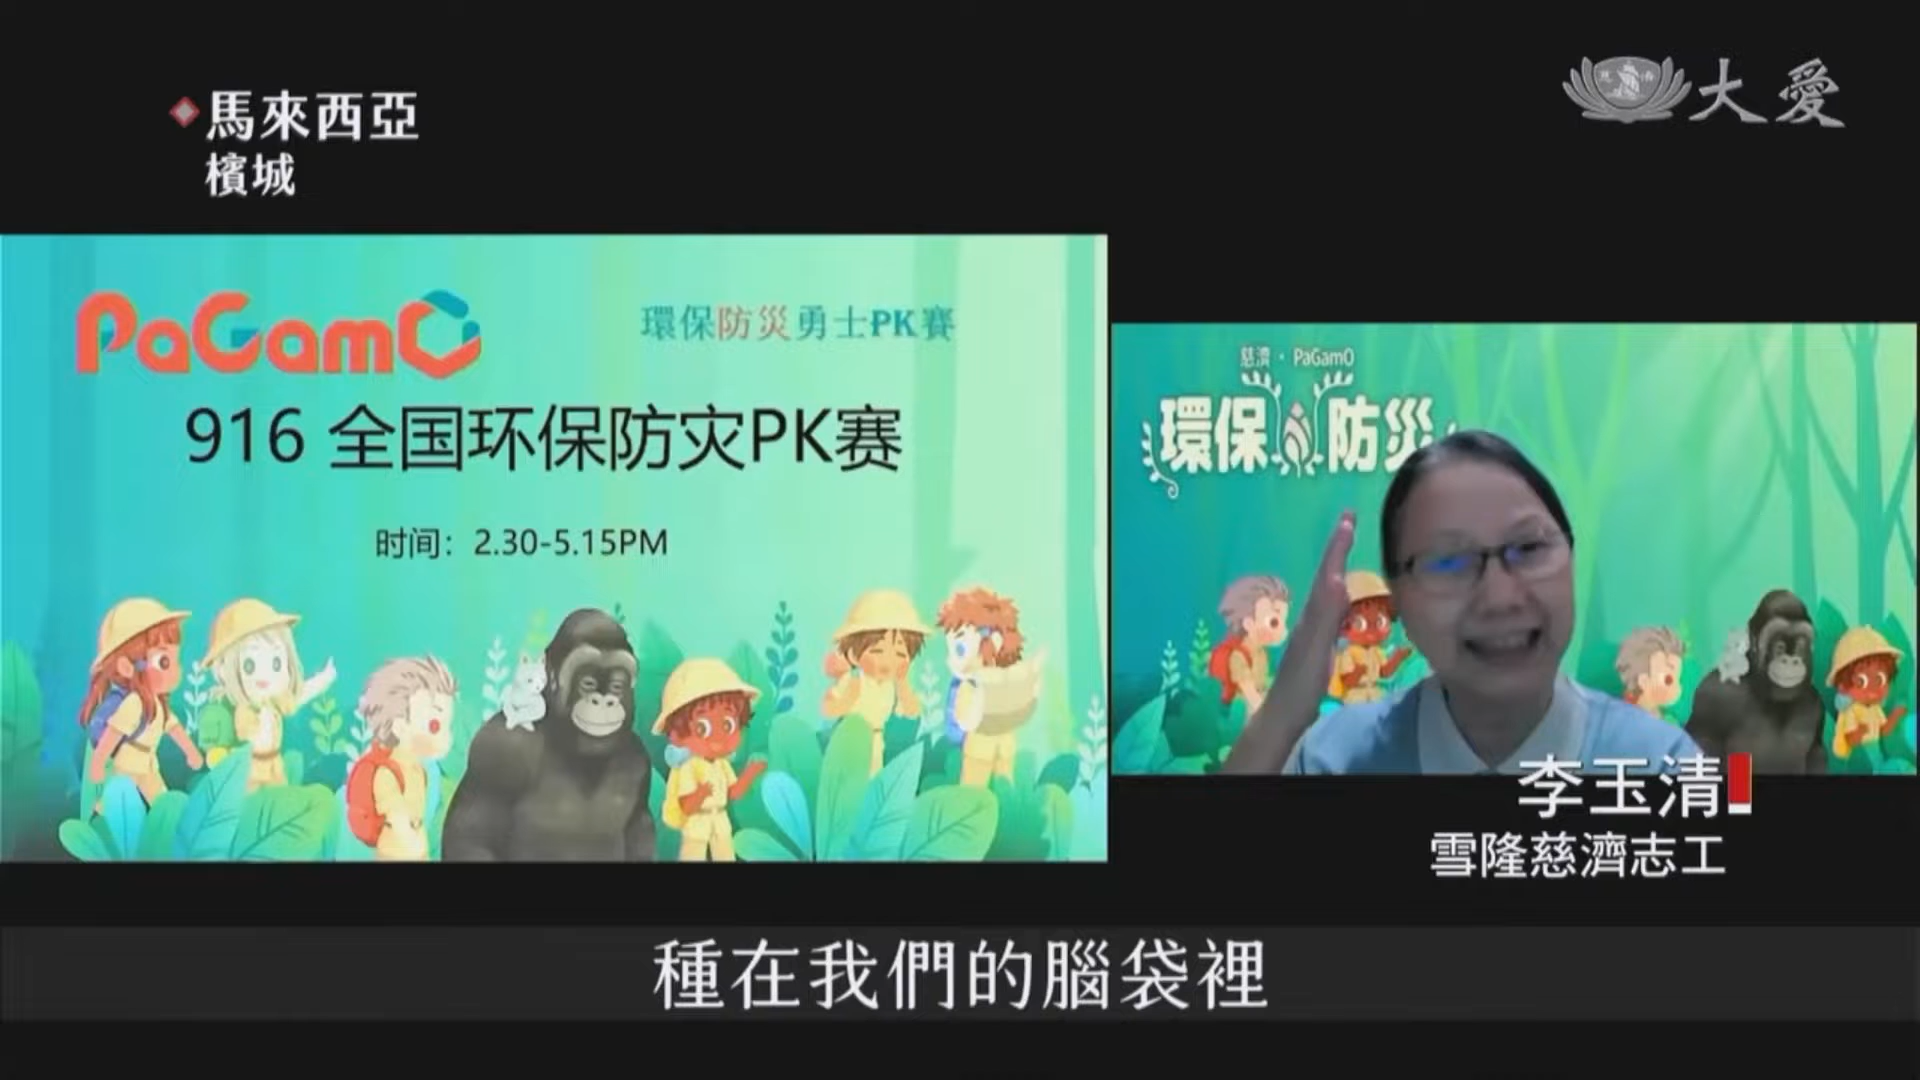 馬來西亞
檳城
大愛
PaGamO
環保防災勇士PK賽
916 全国环保防灾PK赛
时间：2.30-5.15PM
慈濟・PaGamO
環保防災
李玉清
雪隆慈濟志工
種在我們的腦袋裡